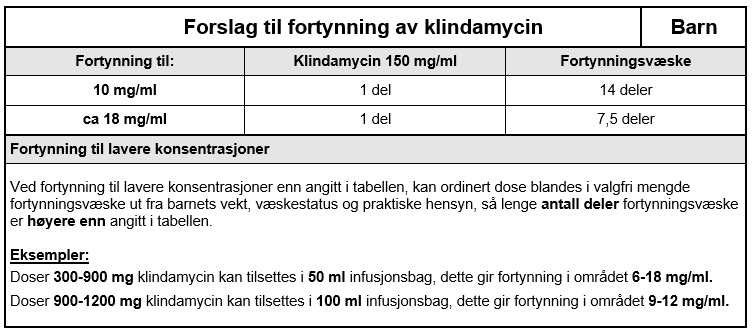 Forslag til fortynning av klindamycin Barn
Fortynning til: Klindamycin 150 mg/ml Fortynningsvæske
10 mg/ml 1 del 14 deler
ca 18 mg/ml 1 del 7,5 deler
Fortynning til lavere konsentrasjoner
Ved fortynning til lavere konsentrasjoner enn angitt i tabellen, kan ordinert dose blandes i valgfri mengde
fortynningsvæske ut fra barnets vekt, væskestatus og praktiske hensyn, så lenge antall deler fortynningsvæske
er høyere enn angitt i tabellen.
Eksempler:
Doser 300-900 mg klindamycin kan tilsettes i 50 ml infusjonsbag, dette gir fortynning i området 6-18 mg/ml.
Doser 900-1200 mg klindamycin kan tilsettes i 100 ml infusjonsbag, dette gir fortynning i området 9-12 mg/ml.